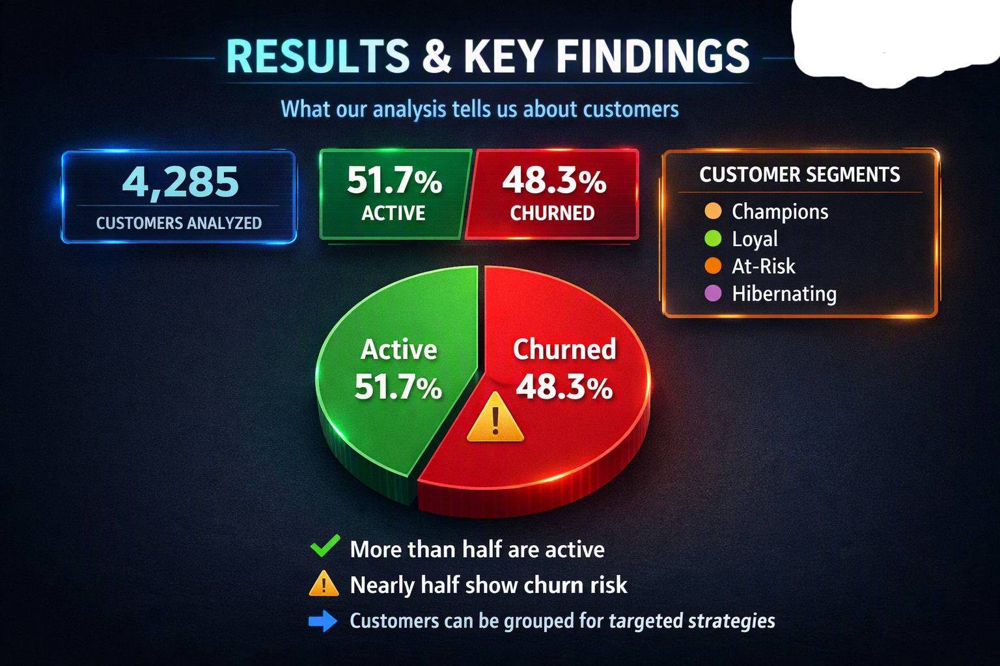 RESULTS & KEY FINDINGS
What our analysis tells us about customers
4,285
CUSTOMERS ANALYZED
51.7%
ACTIVE
48.3%
CHURNED
CUSTOMER SEGMENTS
Champions
Loyal
At-Risk
Hibernating
Active
51.7%
Churned
48.3%
More than half are active
Nearly half show churn risk
Customers can be grouped for targeted strategies